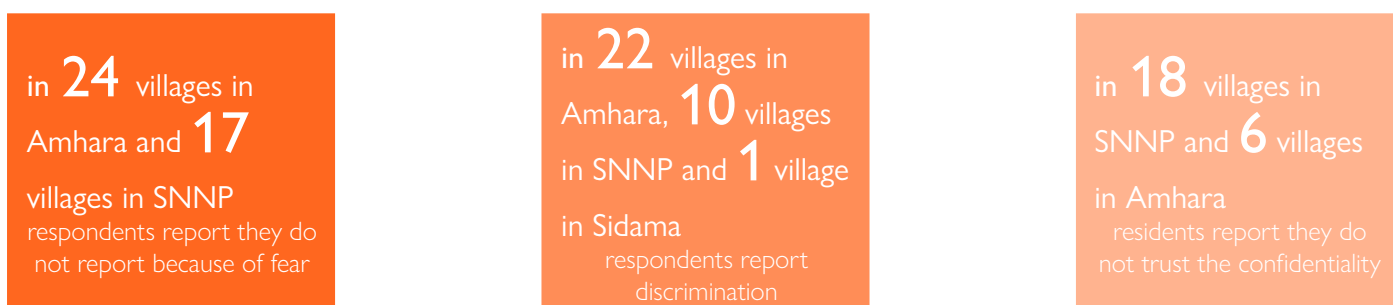 in 24 villages in
Amhara and 17
villages in SNNP
respondents report they do
not report because of fear
in 22 villages in
Amhara, 10 villages
in SNNP and 1 village
in Sidama
respondents report
discrimination
in 18 villages in
SNNP and 6 villages
in Amhara
residents report they do
not trust the confidentiality